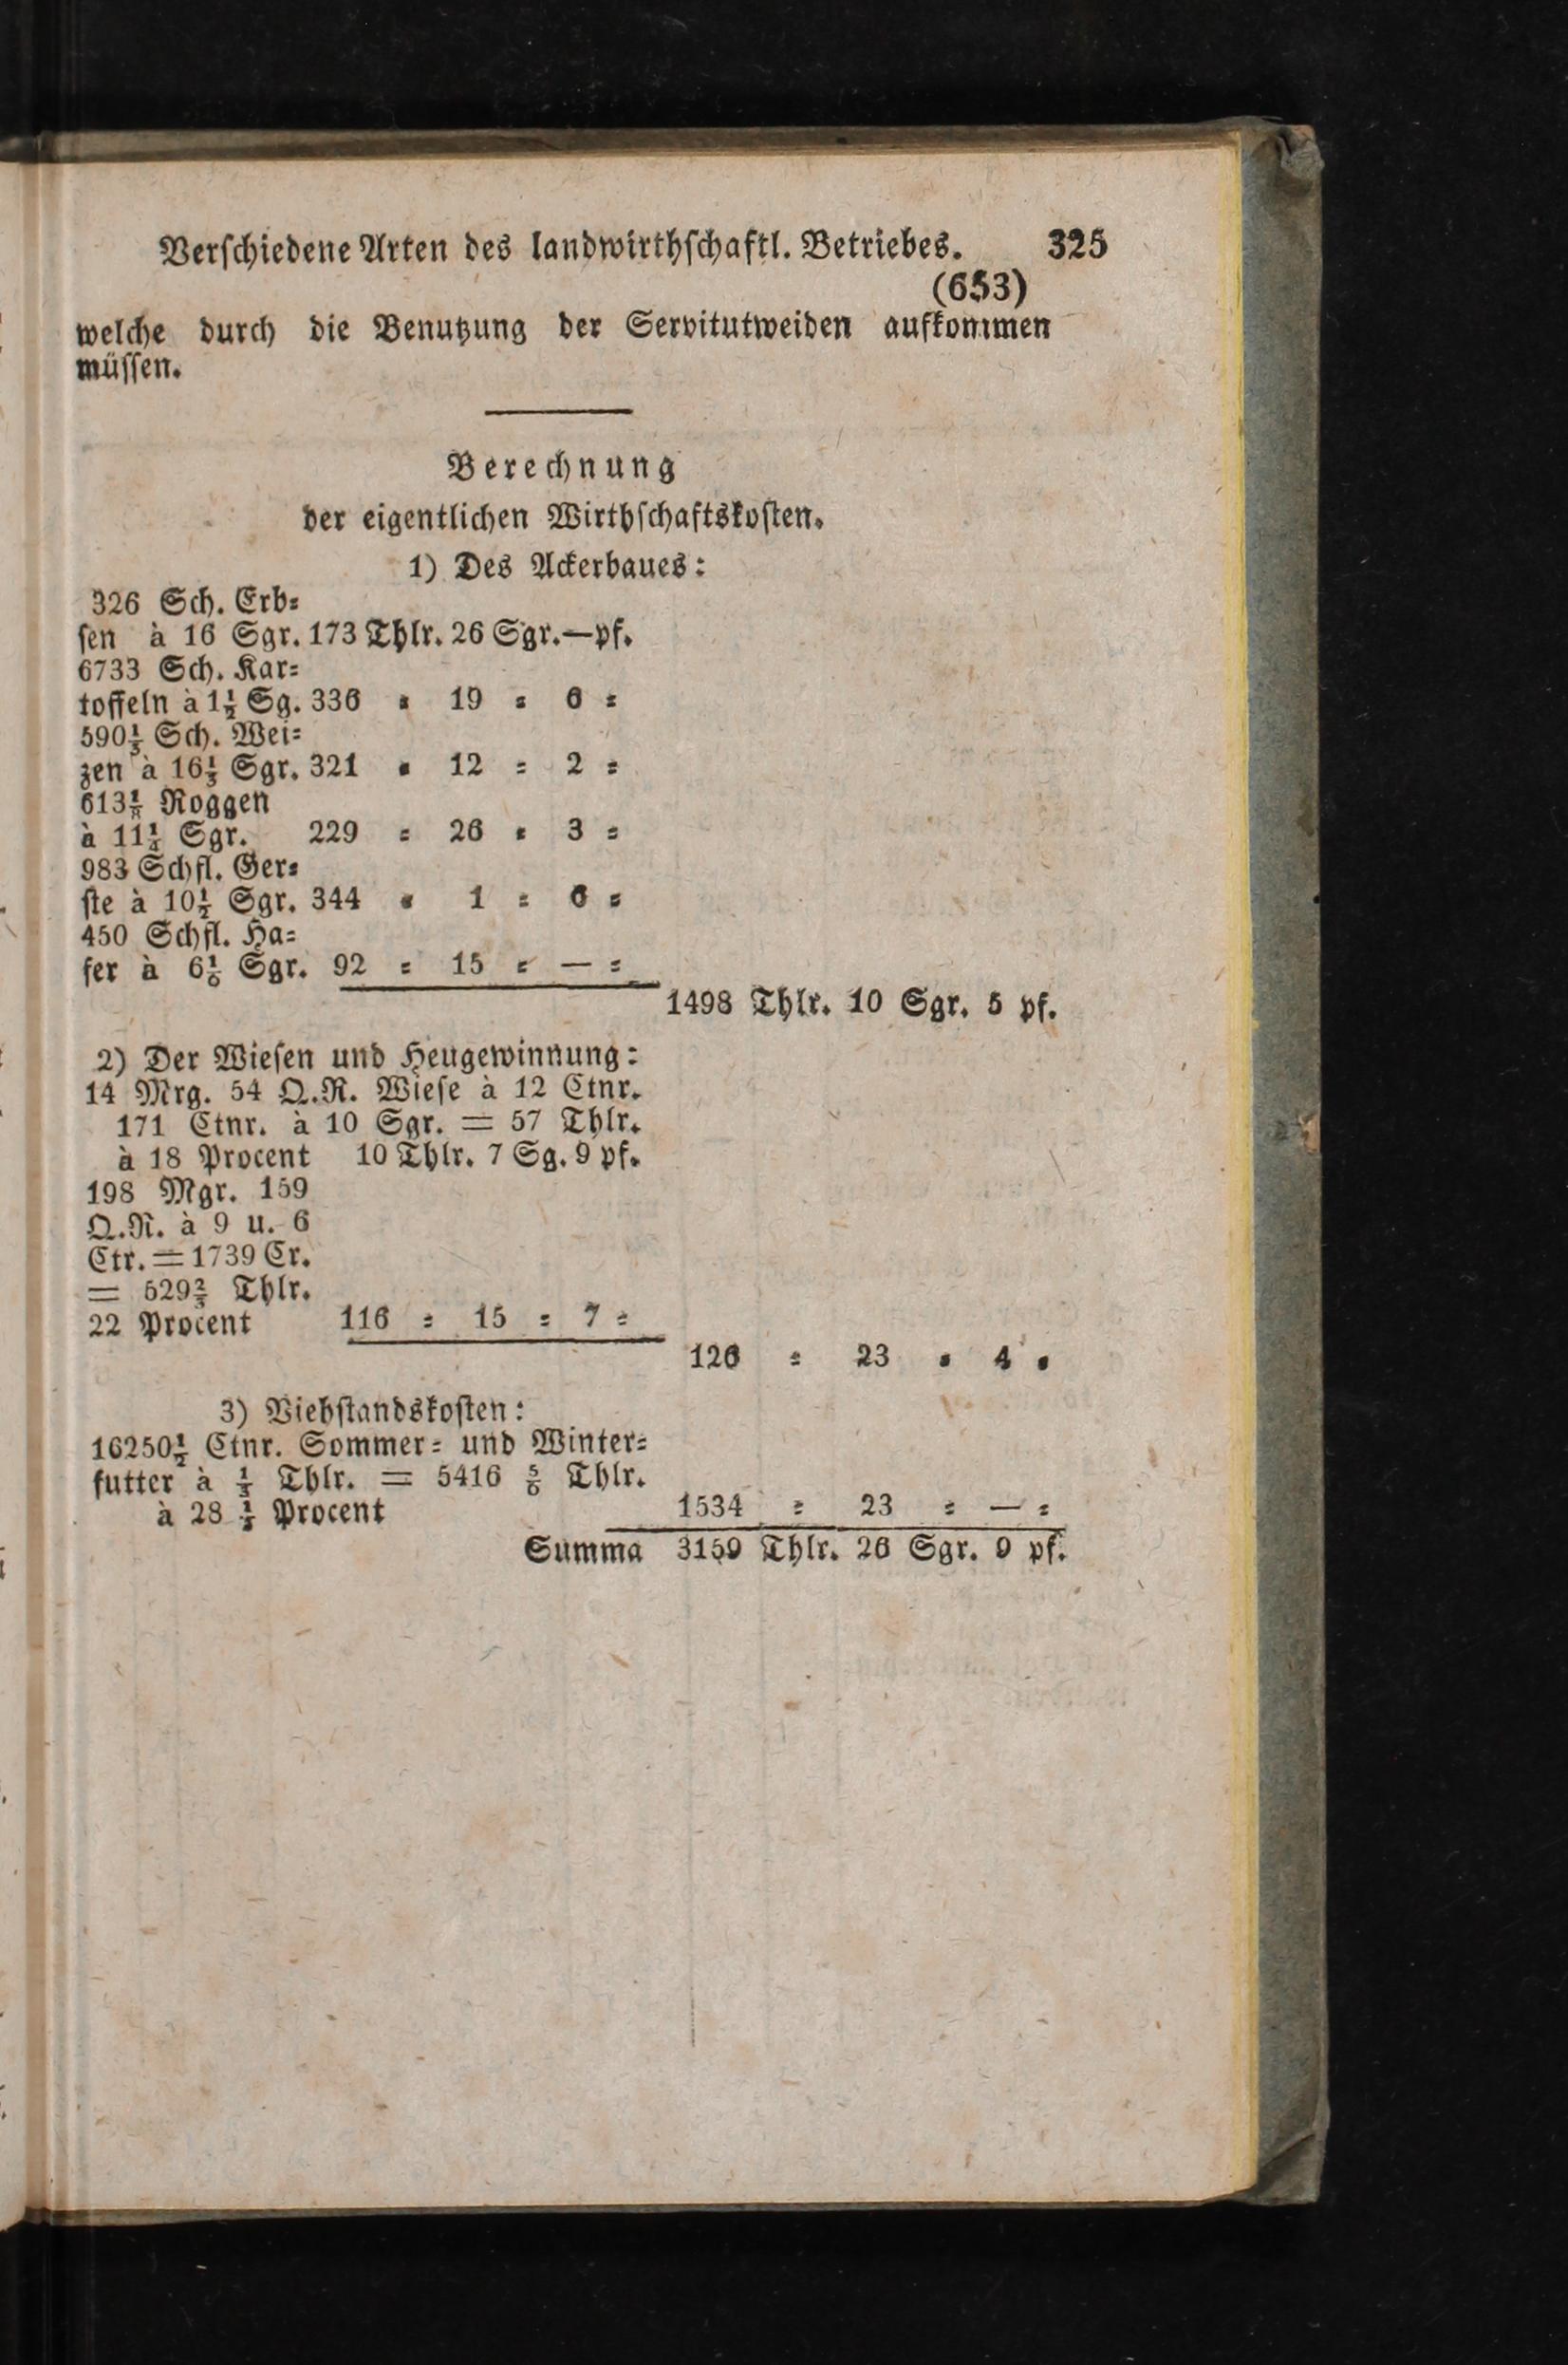 Verſchiedene Arten des landwirthſchaftl. Betriebes. 325
(653)
welche durch die Benutzung der Servitutweiden aufkommen
müſſen.
Berechnung
der eigentlichen Wirthſchaftskoſten.
1) Des Ackerbaues:
326 Sch. Erb=
ſen à 16 Sgr. 173 Thlr. 26 Sgr. — pf.
6733 Sch. Kar=
toffeln à 1½ Sg. 336 = 19 = 6 =
590⅓ Sch. Wei=
zen à 16⅓ Sgr. 321 = 12 = 2 =
613⅛ Roggen
à 11¼ Sgr. 229 = 26 = 3 =
983 Schfl. Ger=
ſte à 10½ Sgr. 344 = 1 = 6 =
450 Schfl. Ha=
fer à 6⅙ Sgr. 92 = 15 = — =
1498 Thlr. 10 Sgr. 5 pf.
2) Der Wieſen und Heugewinnung:
14 Mrg. 54 Q.R. Wieſe à 12 Ctnr.
171 Ctnr. à 10 Sgr. = 57 Thlr.
à 18 Procent 10 Thlr. 7 Sg. 9 pf.
198 Mgr. 159
Q.R. à 9 u. 6
Ctr. = 1739 Cr.
= 529⅔ Thlr.
22 Procent 116 = 15 = 7 =
126 = 23 = 4 =
3) Viehſtandskoſten:
16250½ Ctnr. Sommer= und Winter=
futter à ⅓ Thlr. = 5416 ⅚ Thlr.
à 28 ⅓ Procent 1534 = 23 = — =
Summa 3159 Thlr. 26 Sgr. 9 pf.